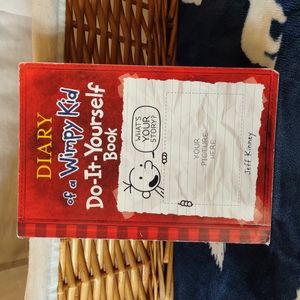 DIARY
of a Wimpy Kid
Do-It-Yourself
Book
WHAT'S
YOUR
STORY?
YOUR
PICTURE
HERE
Jeff Kinney